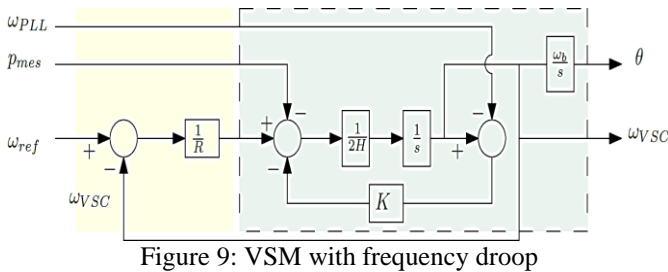 ω_PLL
p_mes
ω_ref
+
−
ω_VSC
1/R
+
−
−
1/2H
1/s
+
−
K
ω_b/s
θ
ω_VSC
Figure 9: VSM with frequency droop